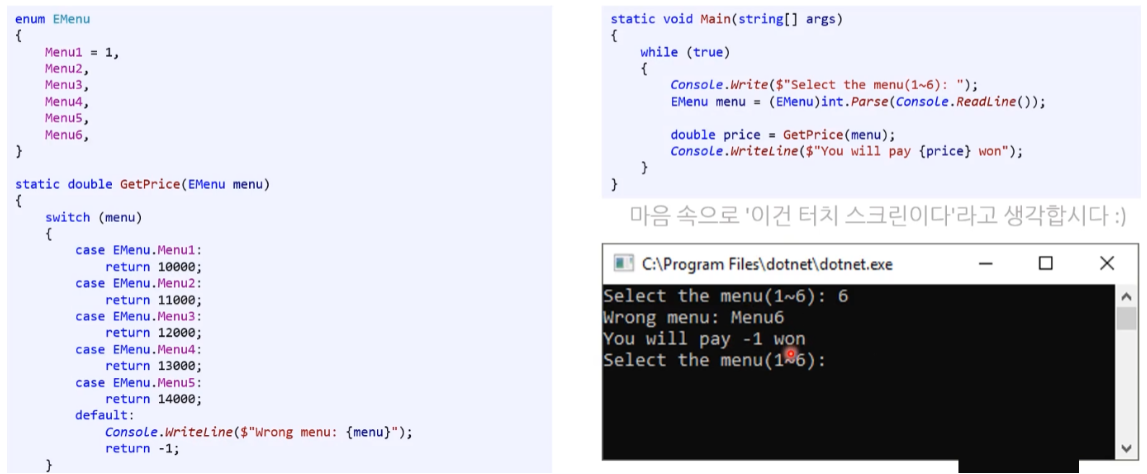 enum EMenu
{
    Menu1 = 1,
    Menu2,
    Menu3,
    Menu4,
    Menu5,
    Menu6,
}
static double GetPrice(EMenu menu)
{
    switch (menu)
    {
        case EMenu.Menu1:
            return 10000;
        case EMenu.Menu2:
            return 11000;
        case EMenu.Menu3:
            return 12000;
        case EMenu.Menu4:
            return 13000;
        case EMenu.Menu5:
            return 14000;
        default:
            Console.WriteLine($"Wrong menu: {menu}");
            return -1;
    }
static void Main(string[] args)
{
    while (true)
    {
        Console.Write($"Select the menu(1~6): ");
        EMenu menu = (EMenu)int.Parse(Console.ReadLine());
        double price = GetPrice(menu);
        Console.WriteLine($"You will pay {price} won");
    }
}
마음 속으로 '이건 터치 스크린이다'라고 생각합시다 :)
C:\Program Files\dotnet\dotnet.exe
Select the menu(1~6): 6
Wrong menu: Menu6
You will pay -1 won
Select the menu(1~6):